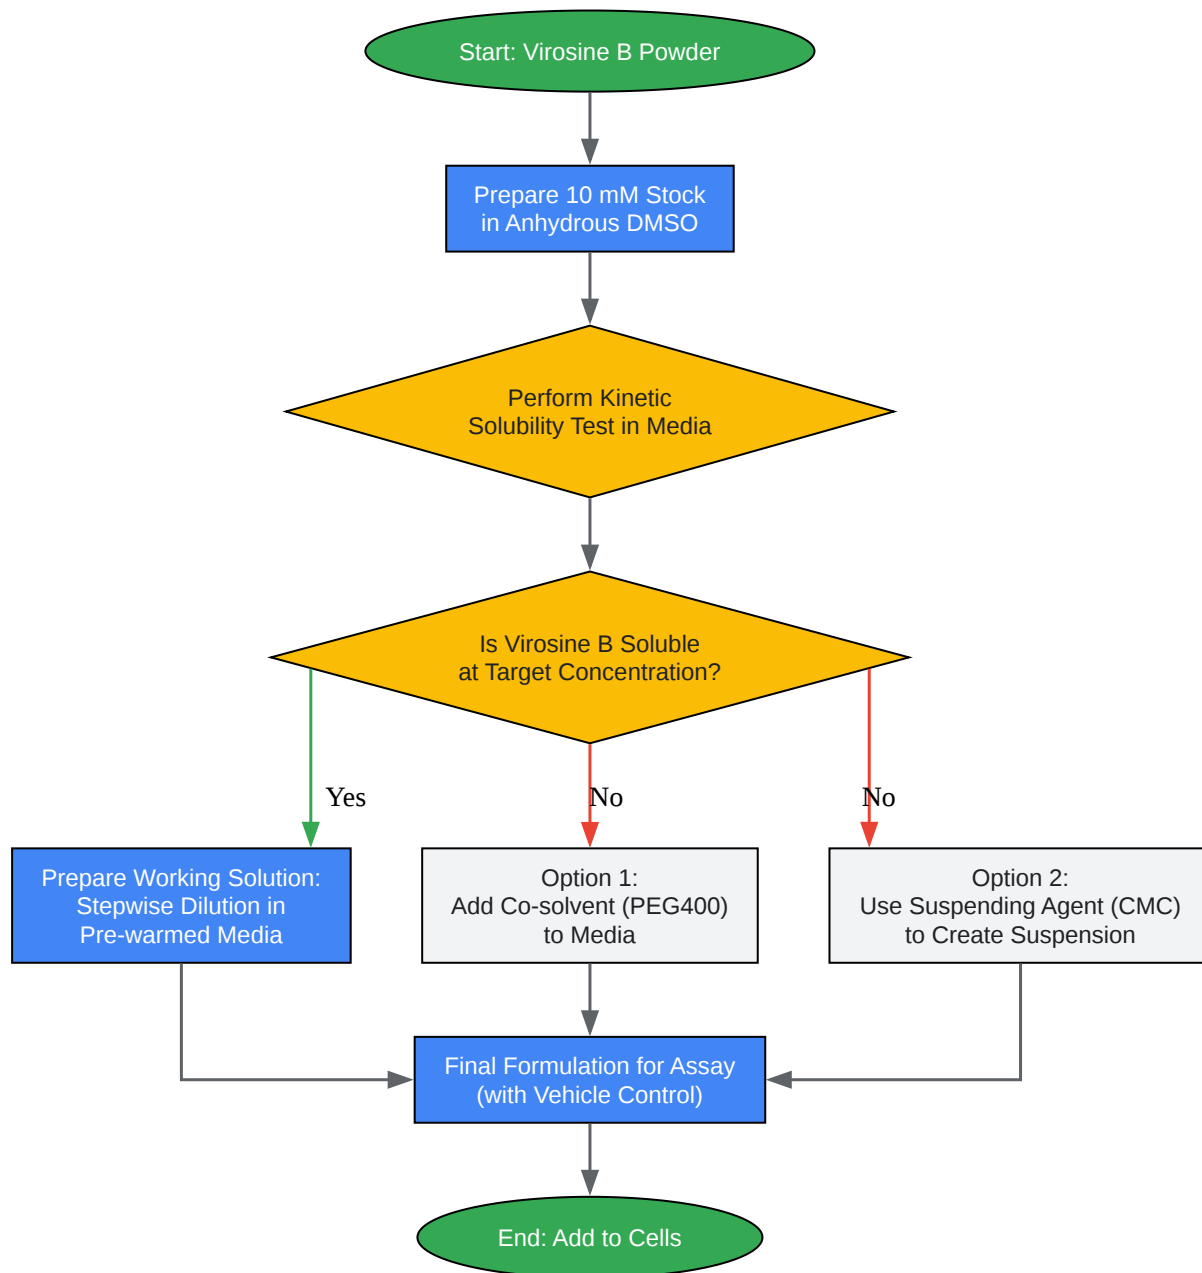 Start: Virosine B Powder
Prepare 10 mM Stock
in Anhydrous DMSO
Perform Kinetic
Solubility Test in Media
Is Virosine B Soluble
at Target Concentration?
Yes
No
No
Prepare Working Solution:
Stepwise Dilution in
Pre-warmed Media
Option 1:
Add Co-solvent (PEG400)
to Media
Option 2:
Use Suspending Agent (CMC)
to Create Suspension
Final Formulation for Assay
(with Vehicle Control)
End: Add to Cells